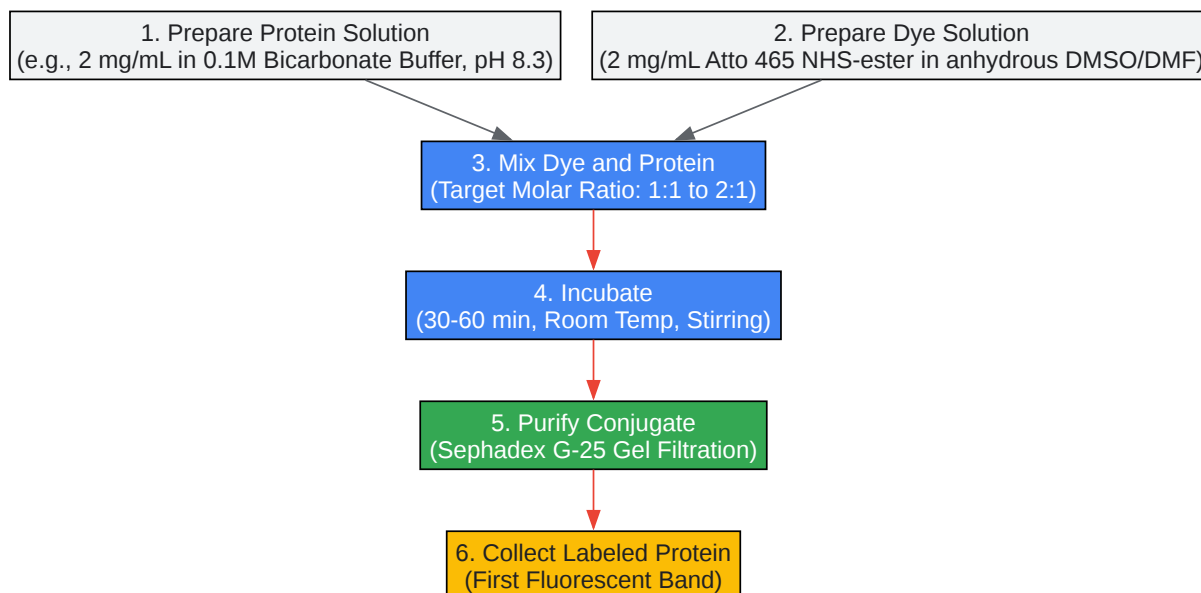 1. Prepare Protein Solution
(e.g., 2 mg/mL in 0.1M Bicarbonate Buffer, pH 8.3)
2. Prepare Dye Solution
(2 mg/mL Atto 465 NHS-ester in anhydrous DMSO/DMF)
3. Mix Dye and Protein
(Target Molar Ratio: 1:1 to 2:1)
4. Incubate
(30-60 min, Room Temp, Stirring)
5. Purify Conjugate
(Sephadex G-25 Gel Filtration)
6. Collect Labeled Protein
(First Fluorescent Band)